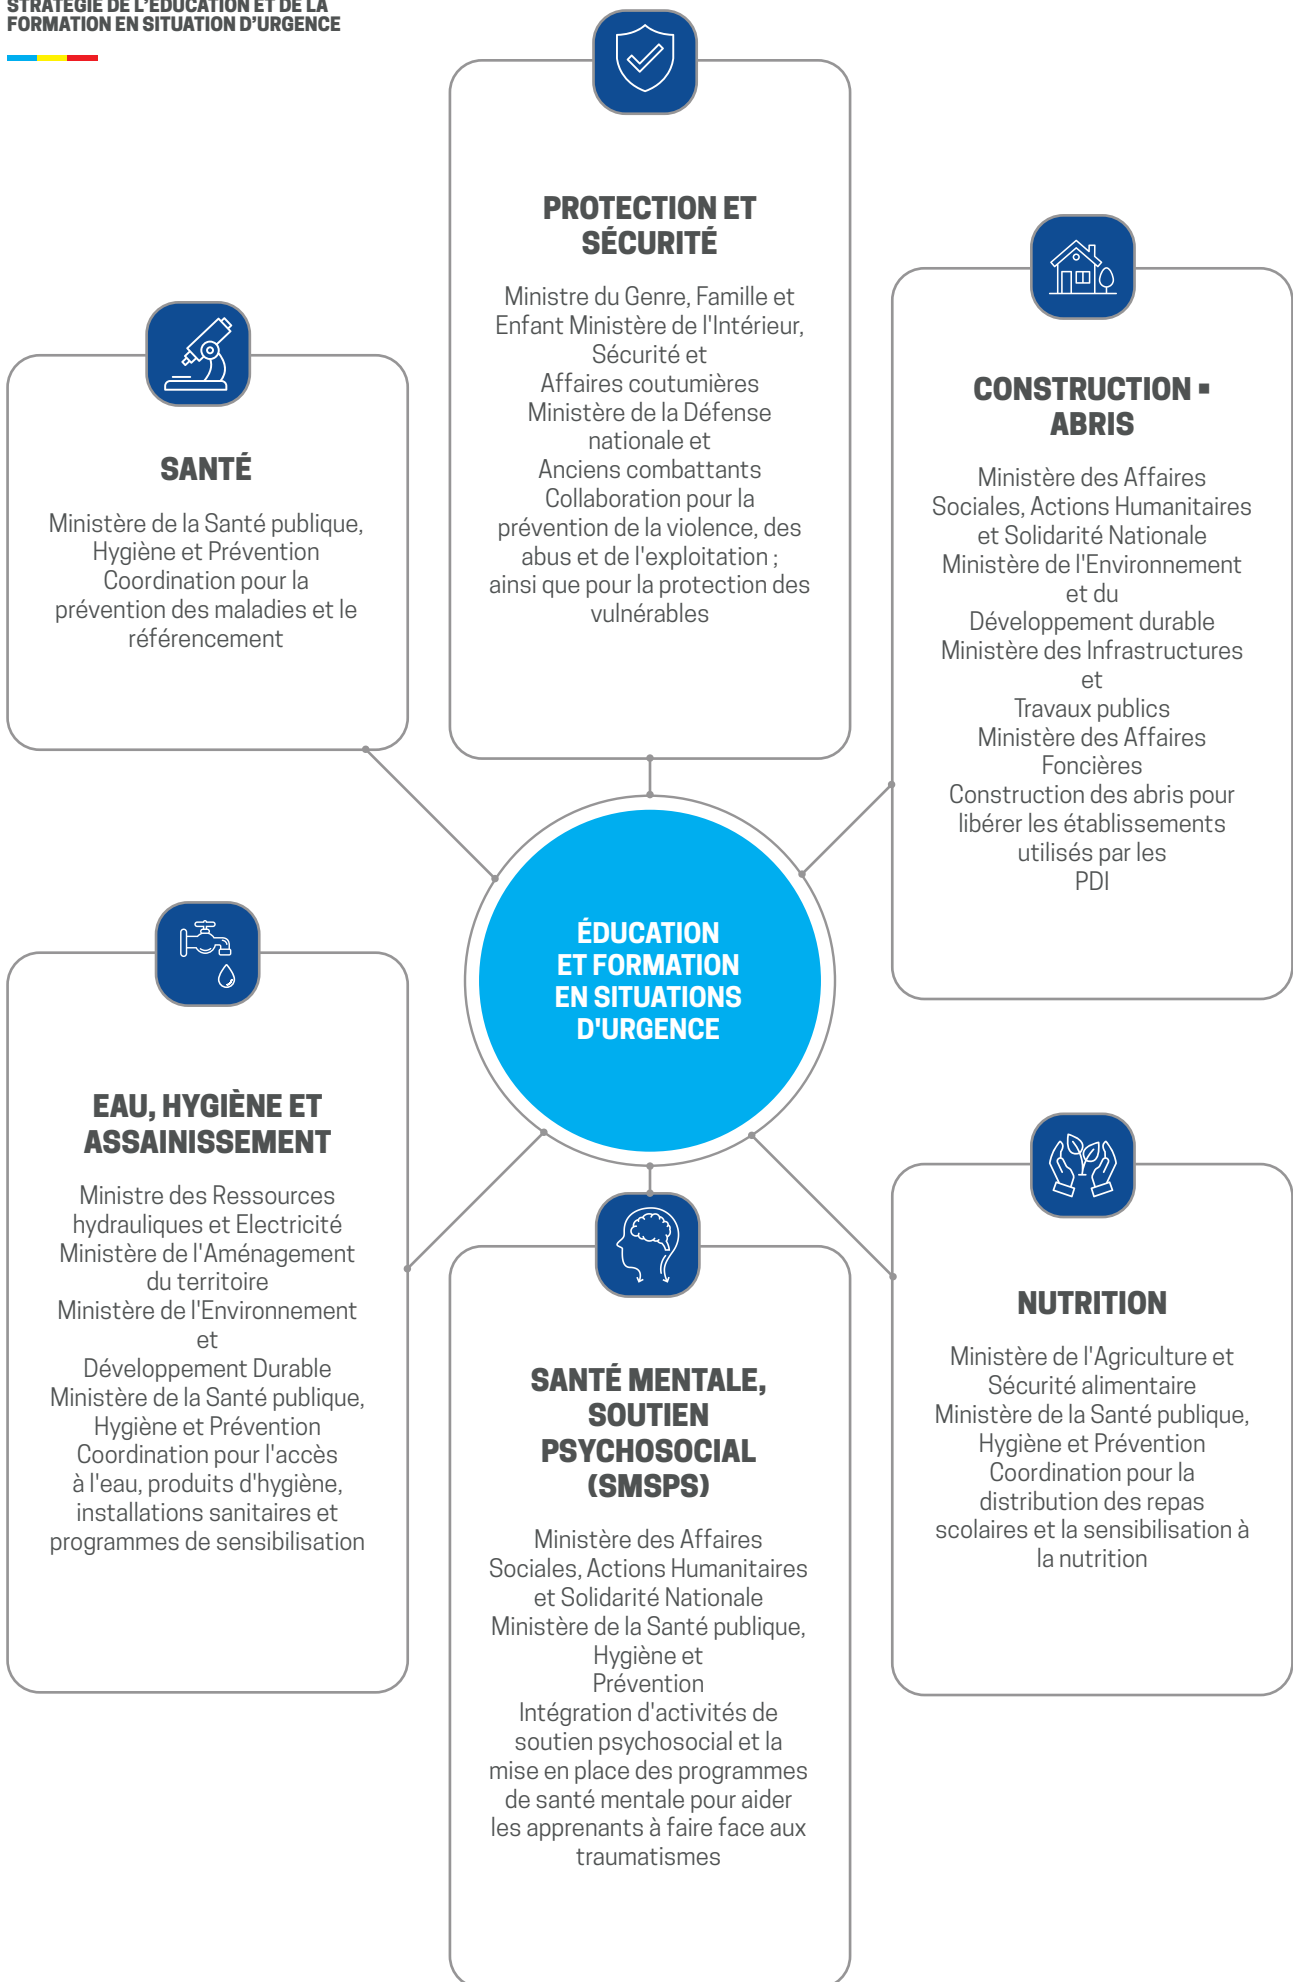 STRATÉGIE DE L'ÉDUCATION ET DE LA
FORMATION EN SITUATION D'URGENCE
PROTECTION ET
SÉCURITÉ
Ministre du Genre, Famille et
Enfant Ministère de l'Intérieur,
Sécurité et
Affaires coutumières
Ministère de la Défense
nationale et
Anciens combattants
Collaboration pour la
prévention de la violence, des
abus et de l'exploitation ;
ainsi que pour la protection des
vulnérables
SANTÉ
Ministère de la Santé publique,
Hygiène et Prévention
Coordination pour la
prévention des maladies et le
référencement
CONSTRUCTION -
ABRIS
Ministère des Affaires
Sociales, Actions Humanitaires
et Solidarité Nationale
Ministère de l'Environnement
et du
Développement durable
Ministère des Infrastructures
et
Travaux publics
Ministère des Affaires
Foncières
Construction des abris pour
libérer les établissements
utilisés par les
PDI
ÉDUCATION
ET FORMATION
EN SITUATIONS
D'URGENCE
EAU, HYGIÈNE ET
ASSAINISSEMENT
Ministre des Ressources
hydrauliques et Electricité
Ministère de l'Aménagement
du territoire
Ministère de l'Environnement
et
Développement Durable
Ministère de la Santé publique,
Hygiène et Prévention
Coordination pour l'accès
à l'eau, produits d'hygiène,
installations sanitaires et
programmes de sensibilisation
SANTÉ MENTALE,
SOUTIEN
PSYCHOSOCIAL
(SMSPS)
Ministère des Affaires
Sociales, Actions Humanitaires
et Solidarité Nationale
Ministère de la Santé publique,
Hygiène et
Prévention
Intégration d'activités de
soutien psychosocial et la
mise en place des programmes
de santé mentale pour aider
les apprenants à faire face aux
traumatismes
NUTRITION
Ministère de l'Agriculture et
Sécurité alimentaire
Ministère de la Santé publique,
Hygiène et Prévention
Coordination pour la
distribution des repas
scolaires et la sensibilisation à
la nutrition